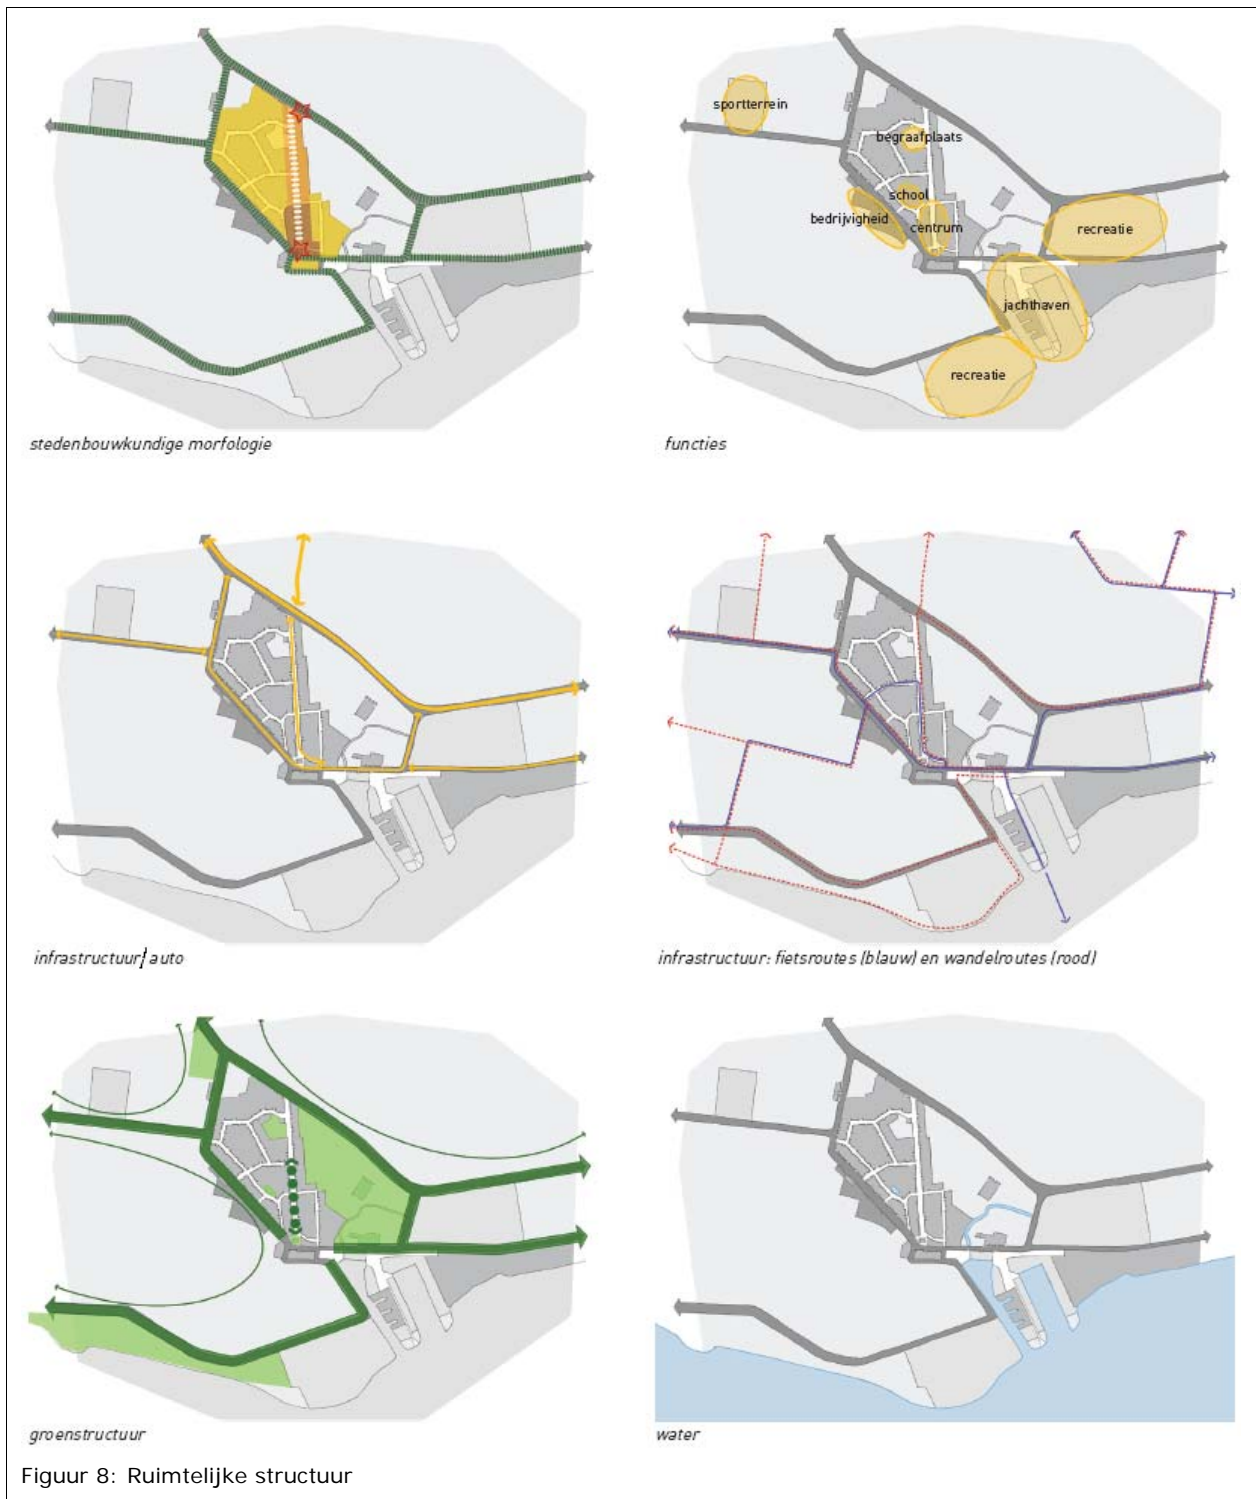 sportterrein
begraafplaats
school
bedrijvigheid
centrum
recreatie
jachthaven
recreatie
stedenbouwkundige morfologie
functies
infrastructuur/ auto
infrastructuur: fietsroutes (blauw) en wandelroutes (rood)
groenstructuur
water
Figuur 8: Ruimtelijke structuur